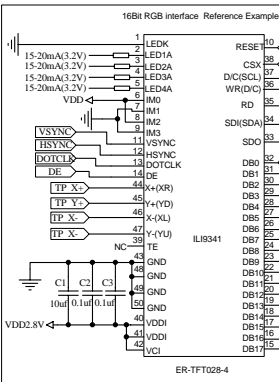 16Bit RGB interface Reference Example
1 LEDK
15-20mA(3.2V) 2 LED1A
15-20mA(3.2V) 3 LED2A
15-20mA(3.2V) 4 LED3A
15-20mA(3.2V) 5 LED4A
VDD 6 IM0
7 IM1
8 IM2
9 IM3
VSYNC 11 VSYNC
HSYNC 12 HSYNC
DOTCLK 13 DOTCLK
DE 14 DE
TP X+ 44 X+(XR)
TP Y+ 45 Y+(YD)
TP X- 46 X-(XL)
TP X- 47 Y-(YU)
NC 39 TE
43 GND
48 GND
49 GND
50 GND
C1 C2 C3
10uf 0.1uf 0.1uf
VDD2.8V 40 VDDI
41 VDDI
42 VCI
ILI9341
RESET 10
CSX 38
D/C(SCL) 37
WR(D/C) 36
RD 35
SDI(SDA) 34
SDO 33
DB0 32
DB1 31
DB2 30
DB3 29
DB4 28
DB5 27
DB6 26
DB7 25
DB8 24
DB9 23
DB10 22
DB11 21
DB12 20
DB13 19
DB14 18
DB15 17
DB16 16
DB17 15
ER-TFT028-4